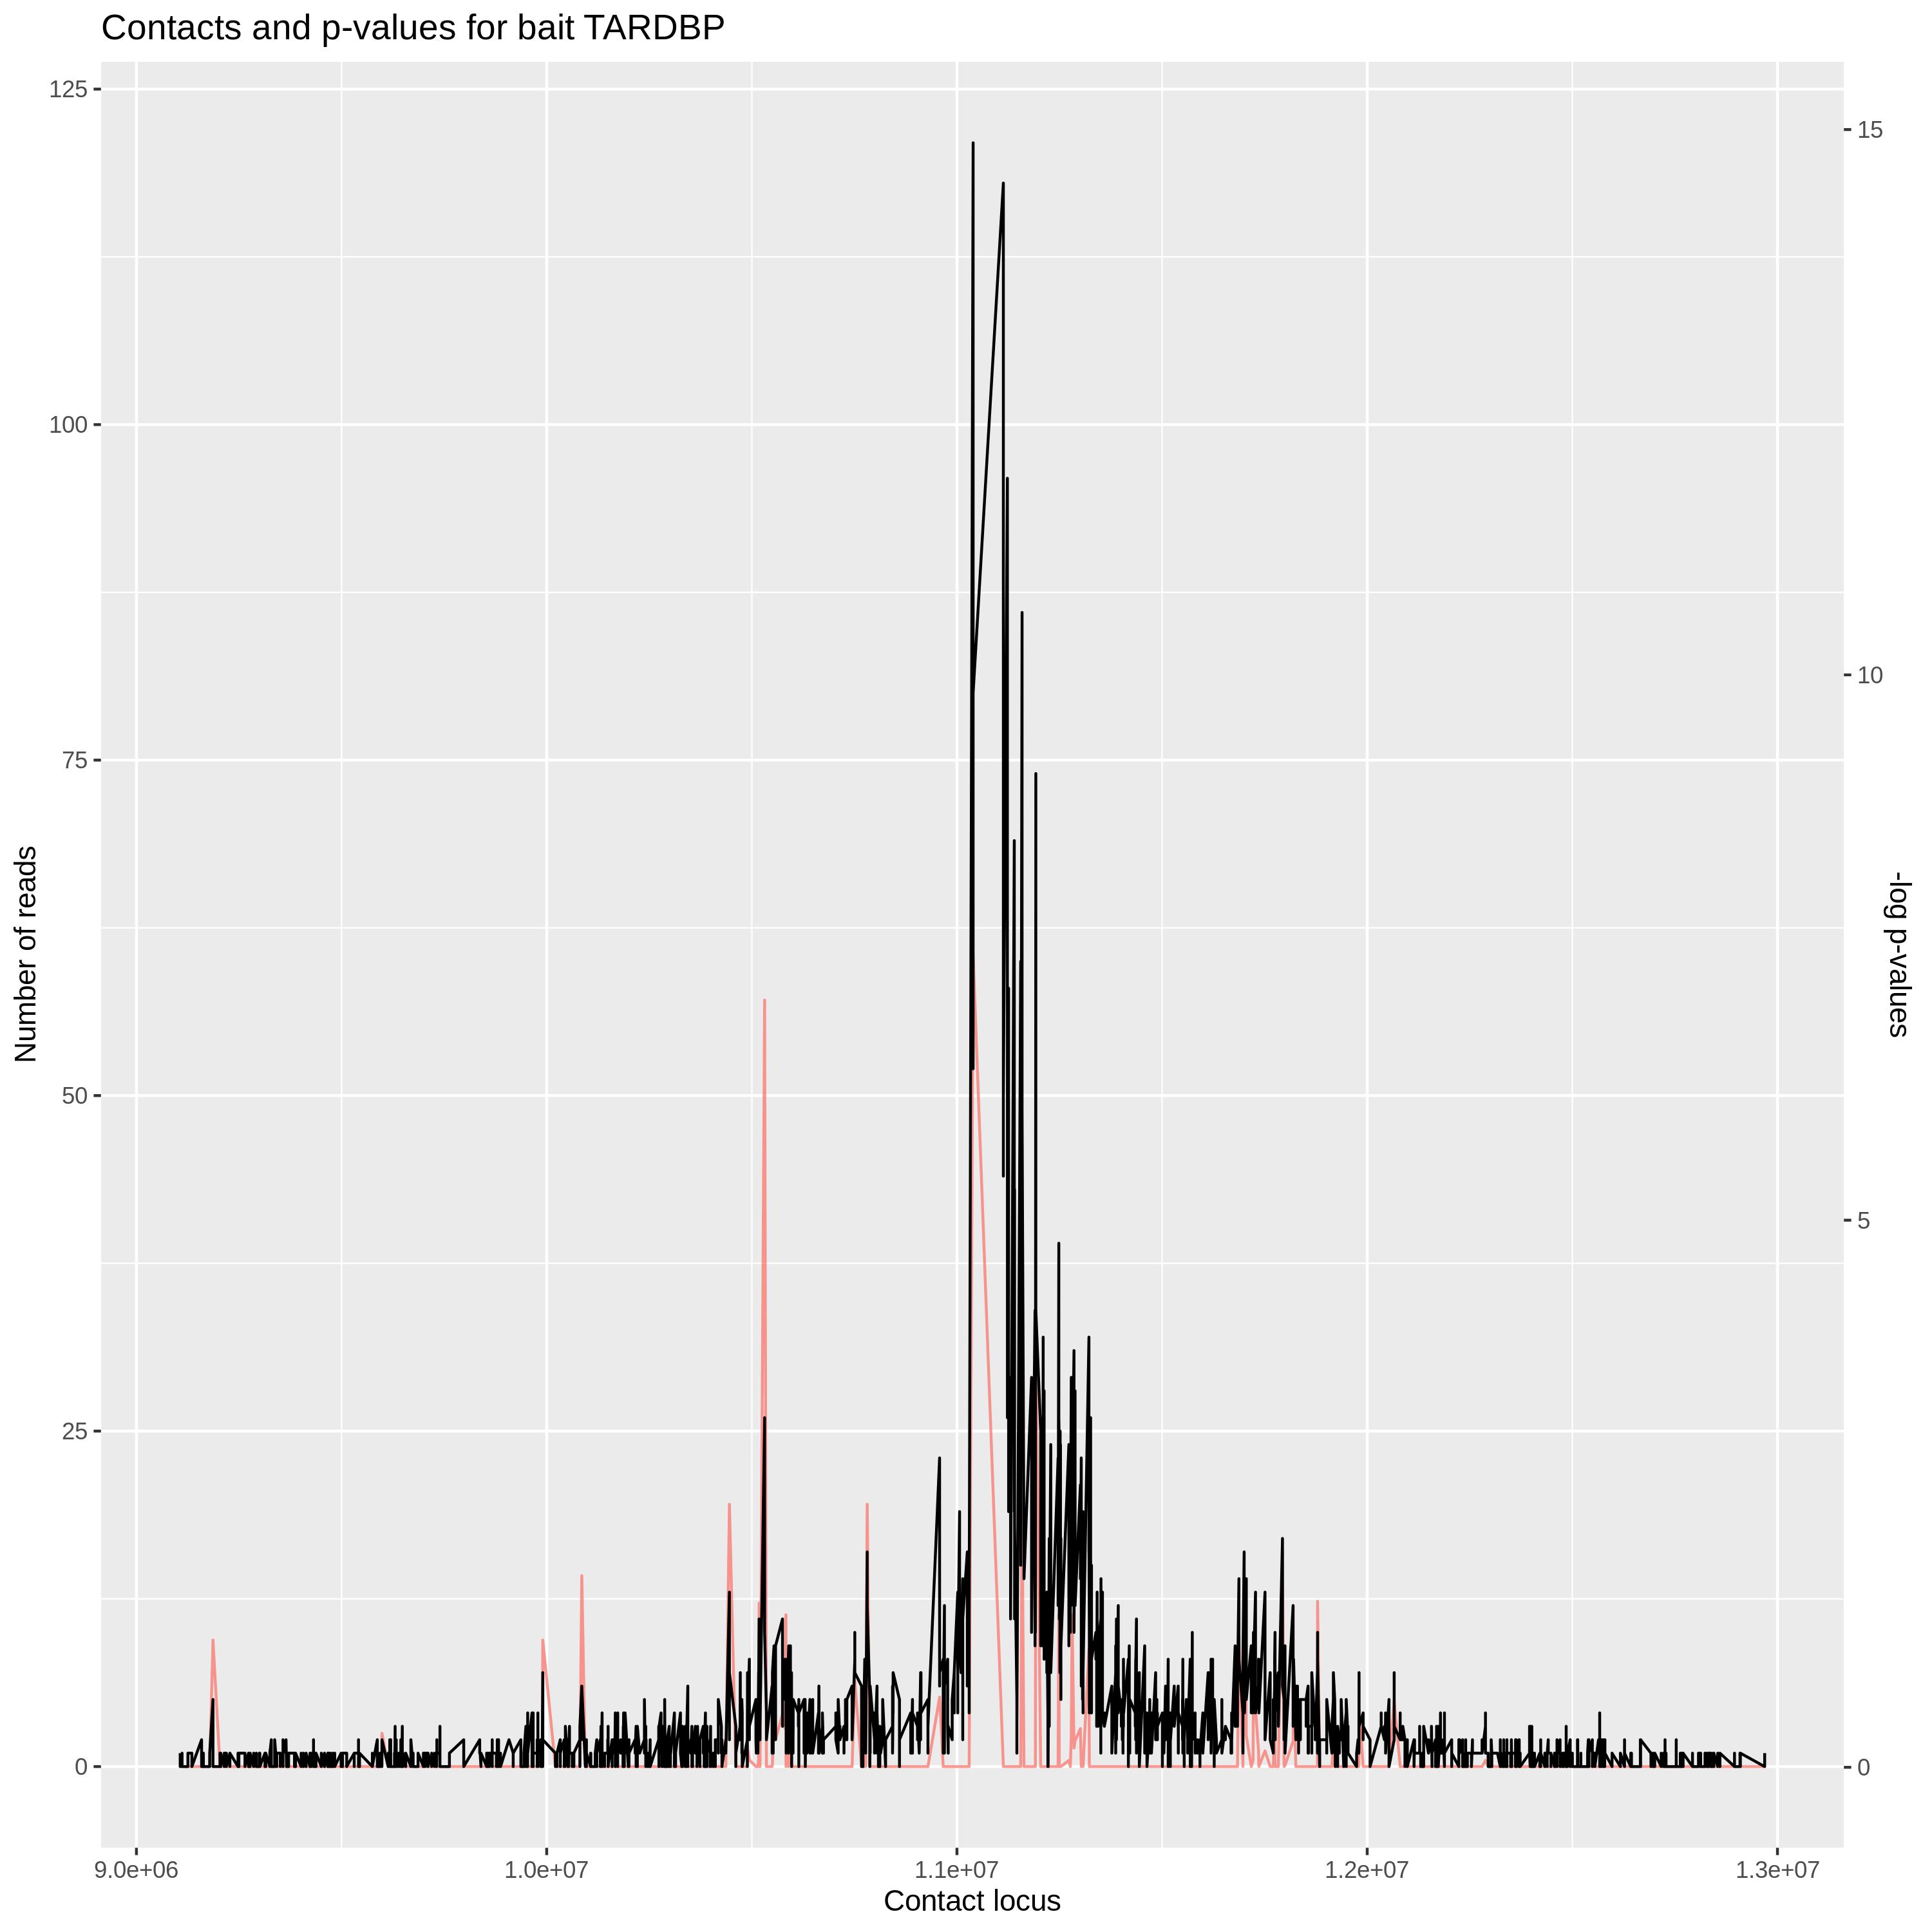 Contacts and p-values for bait TARDBP
125
100
75
50
25
0
Number of reads
15
10
5
0
-log p-values
9.0e+06
1.0e+07
1.1e+07
1.2e+07
1.3e+07
Contact locus